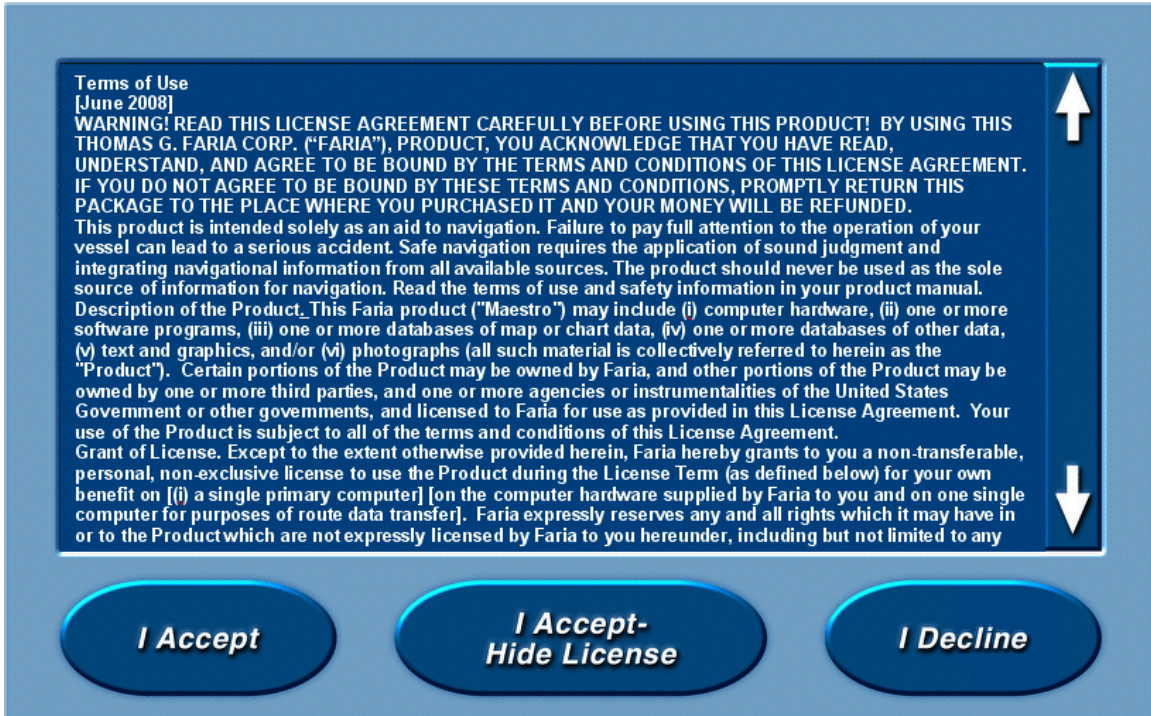 Terms of Use
[June 2008]
WARNING! READ THIS LICENSE AGREEMENT CAREFULLY BEFORE USING THIS PRODUCT!  BY USING THIS
THOMAS G. FARIA CORP. (“FARIA”), PRODUCT, YOU ACKNOWLEDGE THAT YOU HAVE READ,
UNDERSTAND, AND AGREE TO BE BOUND BY THE TERMS AND CONDITIONS OF THIS LICENSE AGREEMENT.
IF YOU DO NOT AGREE TO BE BOUND BY THESE TERMS AND CONDITIONS, PROMPTLY RETURN THIS
PACKAGE TO THE PLACE WHERE YOU PURCHASED IT AND YOUR MONEY WILL BE REFUNDED.
This product is intended solely as an aid to navigation. Failure to pay full attention to the operation of your
vessel can lead to a serious accident. Safe navigation requires the application of sound judgment and
integrating navigational information from all available sources. The product should never be used as the sole
source of information for navigation. Read the terms of use and safety information in your product manual.
Description of the Product._This Faria product ("Maestro") may include (i) computer hardware, (ii) one or more
software programs, (iii) one or more databases of map or chart data, (iv) one or more databases of other data,
(v) text and graphics, and/or (vi) photographs (all such material is collectively referred to herein as the
"Product").  Certain portions of the Product may be owned by Faria, and other portions of the Product may be
owned by one or more third parties, and one or more agencies or instrumentalities of the United States
Government or other governments, and licensed to Faria for use as provided in this License Agreement.  Your
use of the Product is subject to all of the terms and conditions of this License Agreement.
Grant of License. Except to the extent otherwise provided herein, Faria hereby grants to you a non-transferable,
personal, non-exclusive license to use the Product during the License Term (as defined below) for your own
benefit on [(i) a single primary computer] [on the computer hardware supplied by Faria to you and on one single
computer for purposes of route data transfer].  Faria expressly reserves any and all rights which it may have in
or to the Product which are not expressly licensed by Faria to you hereunder, including but not limited to any
I Accept
I Accept-
Hide License
I Decline